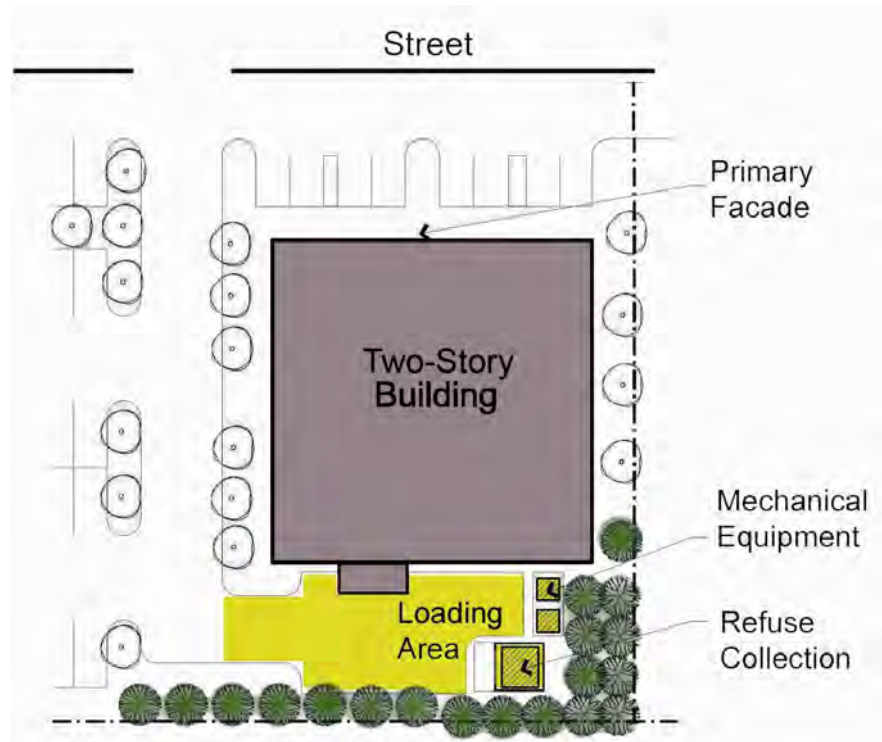 Street
Primary
Facade
Two-Story
Building
Mechanical
Equipment
Loading
Area
Refuse
Collection